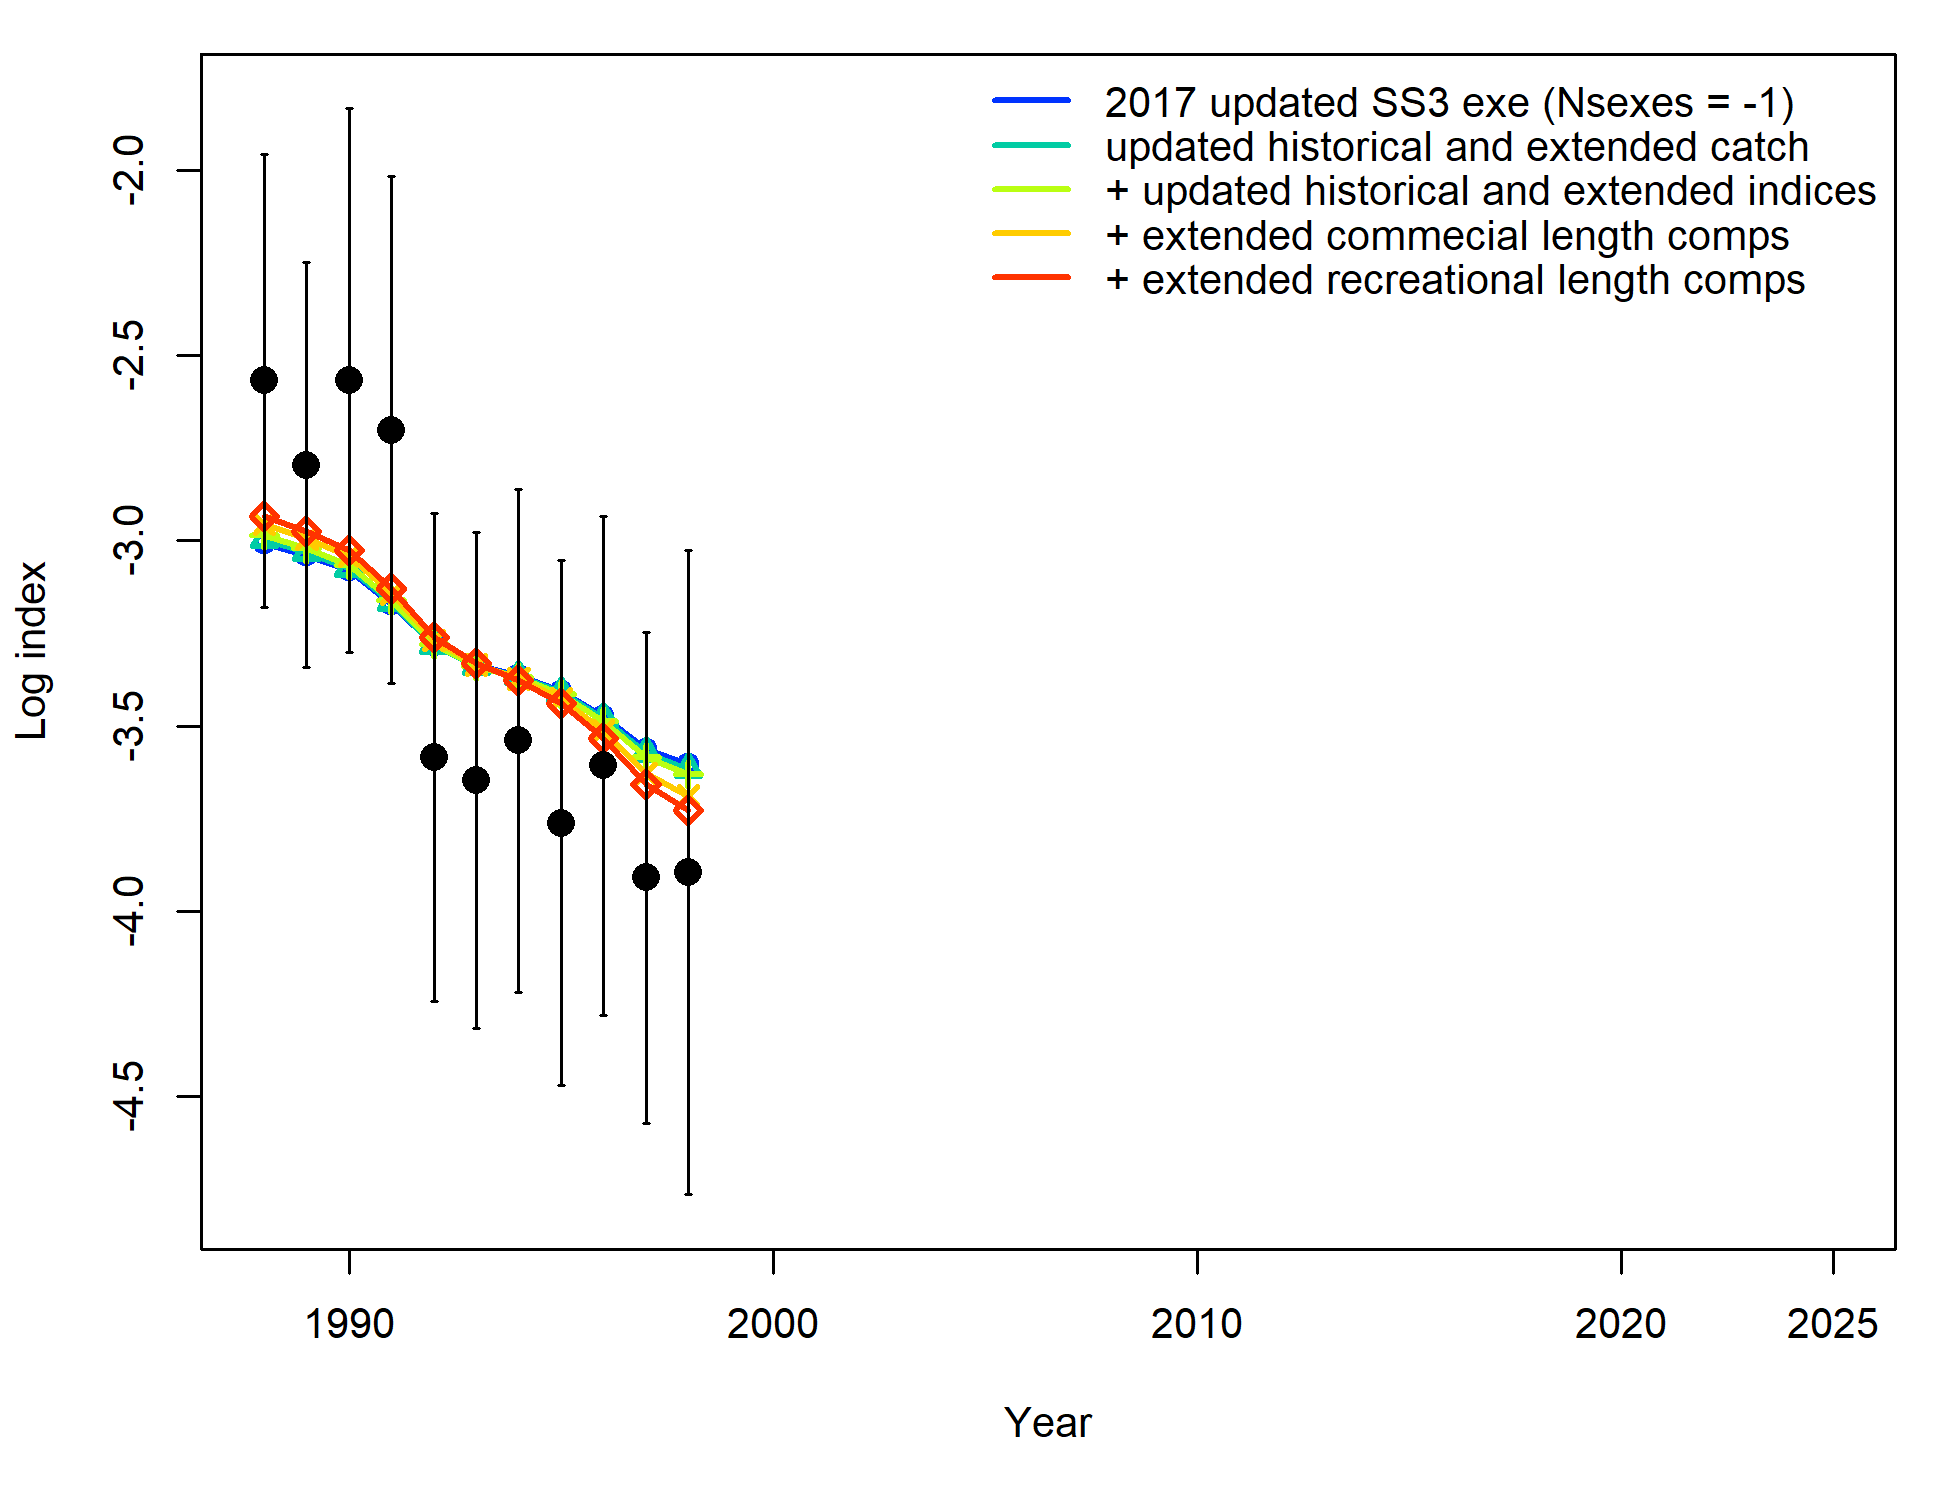 2017 updated SS3 exe (Nsexes = -1)
updated historical and extended catch
+ updated historical and extended indices
+ extended commecial length comps
+ extended recreational length comps
Log index
-2.0
-2.5
-3.0
-3.5
-4.0
-4.5
1990 2000 2010 2020 2025
Year